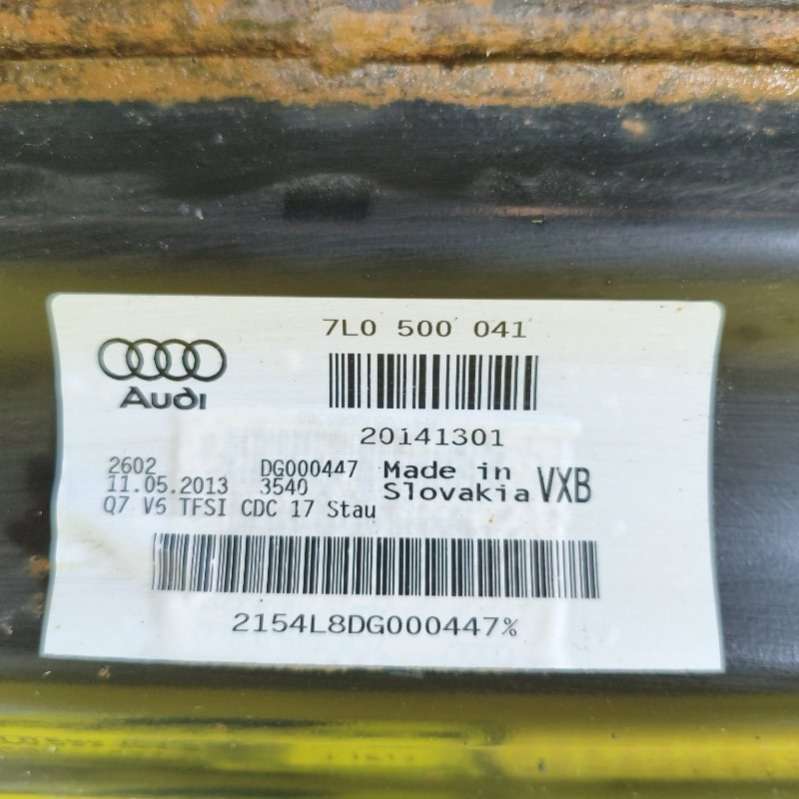 7L0 500 041
Audi
20141301
2602 DG000447 Made in
11.05.2013 3540 Slovakia VXB
Q7 V6 TFSI CDC 17 Stau
2154L8DG000447%